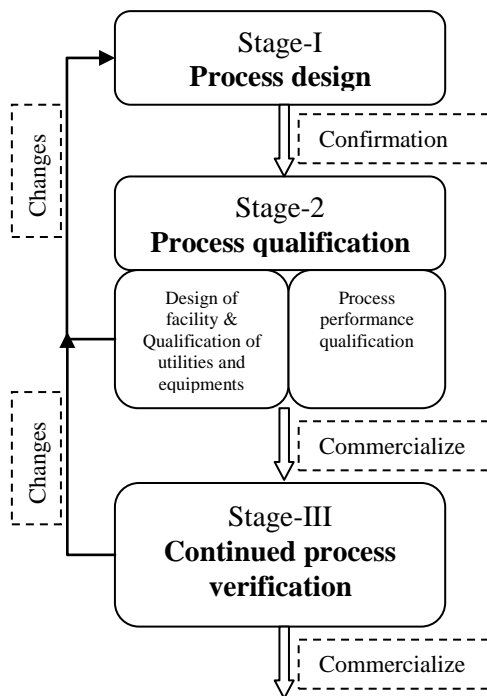 Stage-I
Process design
Changes
Confirmation
Stage-2
Process qualification
Design of
facility &
Qualification of
utilities and
equipments
Process
performance
qualification
Changes
Commercialize
Stage-III
Continued process
verification
Commercialize